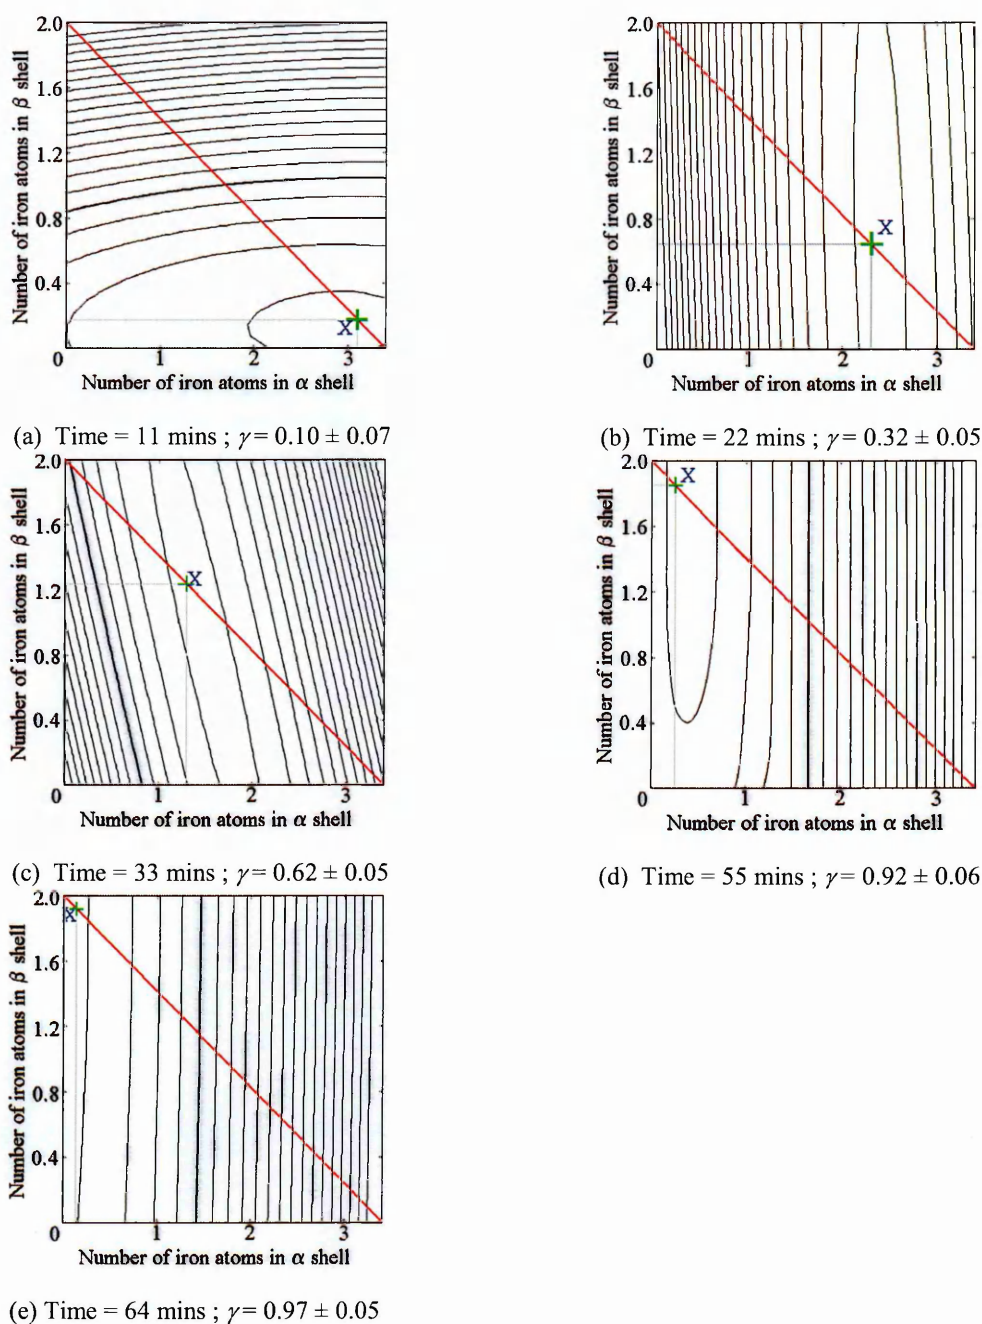 2.0
1.6
1.2
0.8
0.4
0 1 2 3
X
Number of iron atoms in β shell
Number of iron atoms in α shell
(a) Time = 11 mins ; γ = 0.10 ± 0.07
2.0
1.6
1.2
0.8
0.4
0 1 2 3
X
Number of iron atoms in β shell
Number of iron atoms in α shell
(b) Time = 22 mins ; γ = 0.32 ± 0.05
2.0
1.6
1.2
0.8
0.4
0 1 2 3
X
Number of iron atoms in β shell
Number of iron atoms in α shell
(c) Time = 33 mins ; γ = 0.62 ± 0.05
2.0
1.6
1.2
0.8
0.4
0 1 2 3
X
Number of iron atoms in β shell
Number of iron atoms in α shell
(d) Time = 55 mins ; γ = 0.92 ± 0.06
2.0
1.6
1.2
0.8
0.4
0 1 2 3
X
Number of iron atoms in β shell
Number of iron atoms in α shell
(e) Time = 64 mins ; γ = 0.97 ± 0.05